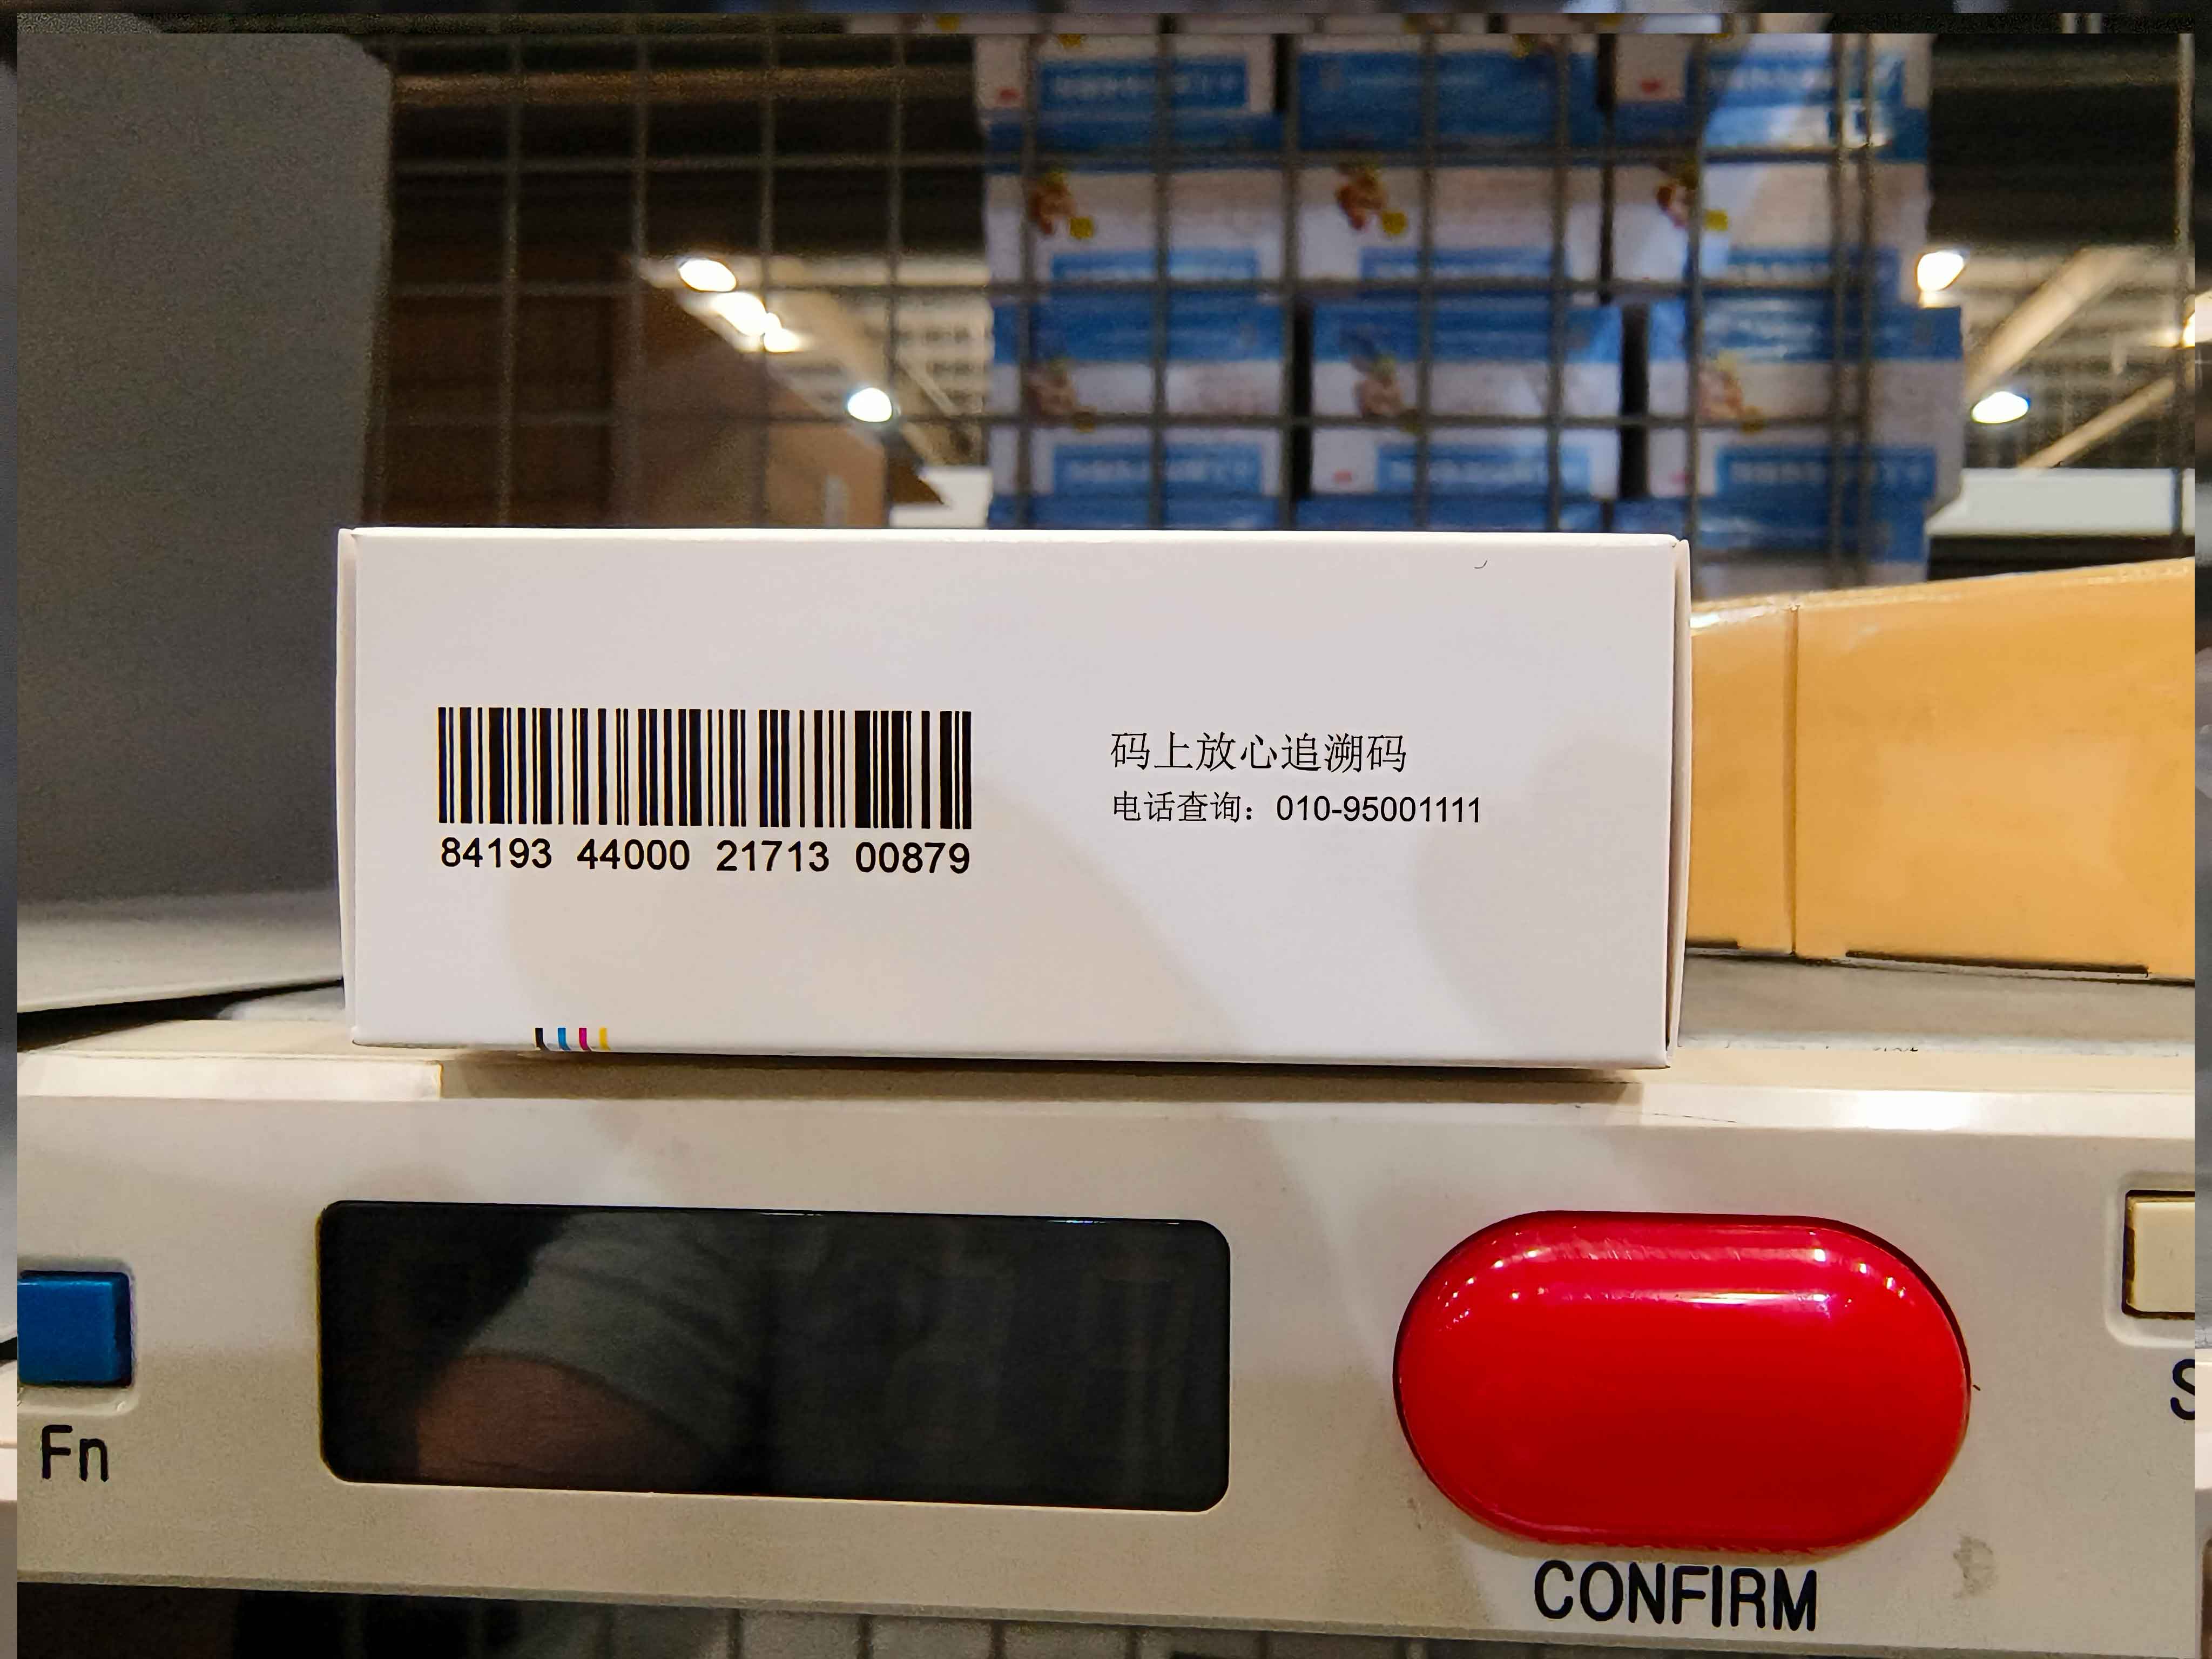 码上放心追溯码
电话查询：010-95001111
84193 44000 21713 00879
Fn
CONFIRM
S